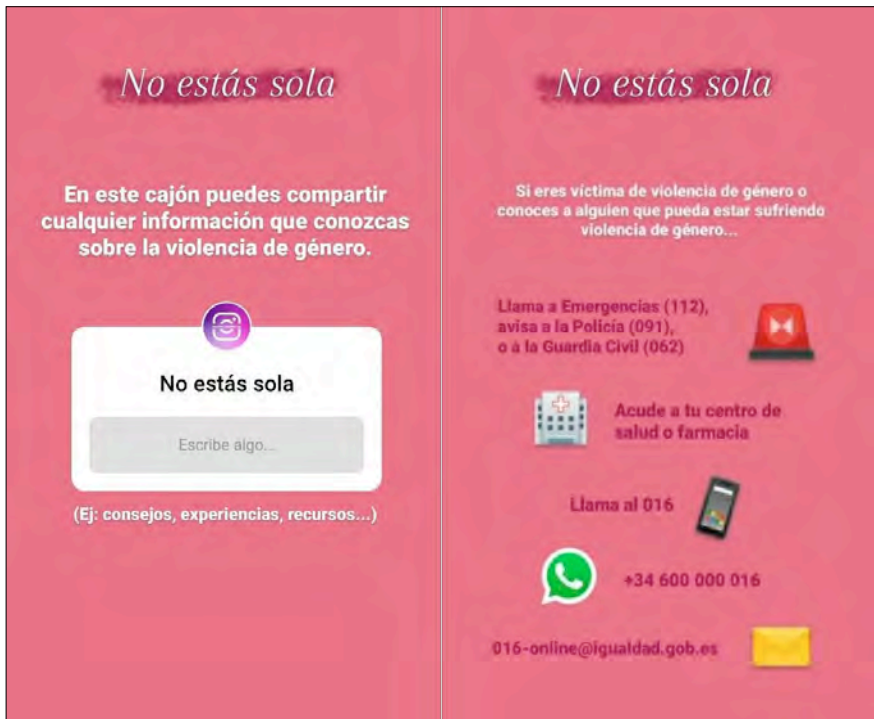 No estás sola
En este cajón puedes compartir
cualquier información que conozcas
sobre la violencia de género.
No estás sola
Escribe algo...
(Ej: consejos, experiencias, recursos...)
No estás sola
Si eres víctima de violencia de género o
conoces a alguien que pueda estar sufriendo
violencia de género...
Llama a Emergencias (112),
avisa a la Policía (091),
o a la Guardia Civil (062)
Acude a tu centro de
salud o farmacia
Llama al 016
+34 600 000 016
016-online@igualdad.gob.es